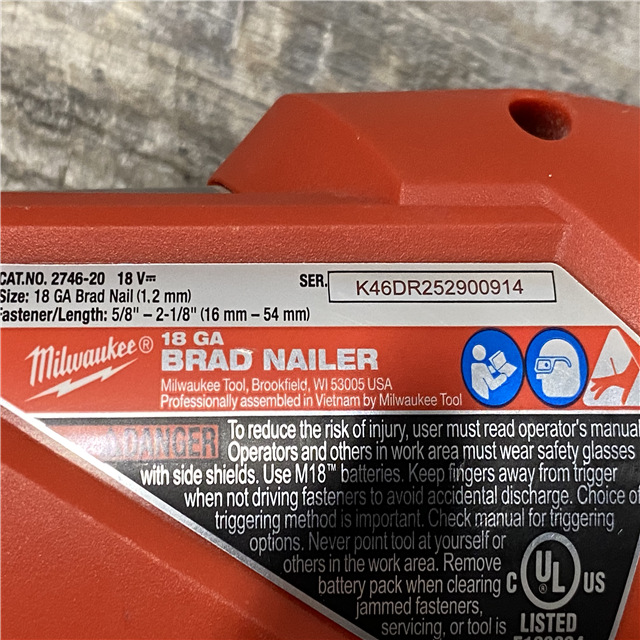 CAT.NO. 2746-20 18 V⎓
Size: 18 GA Brad Nail (1,2 mm)
Fastener/Length: 5/8" – 2-1/8" (16 mm – 54 mm)
SER. K46DR252900914
Milwaukee®
18 GA
BRAD NAILER
Milwaukee Tool, Brookfield, WI 53005 USA
Professionally assembled in Vietnam by Milwaukee Tool
DANGER
To reduce the risk of injury, user must read operator's manual.
Operators and others in work area must wear safety glasses
with side shields. Use M18™ batteries. Keep fingers away from trigger
when not driving fasteners to avoid accidental discharge. Choice of
triggering method is important. Check manual for triggering
options. Never point tool at yourself or
others in the work area. Remove
battery pack when clearing
jammed fasteners,
servicing, or tool is
C UL US
LISTED